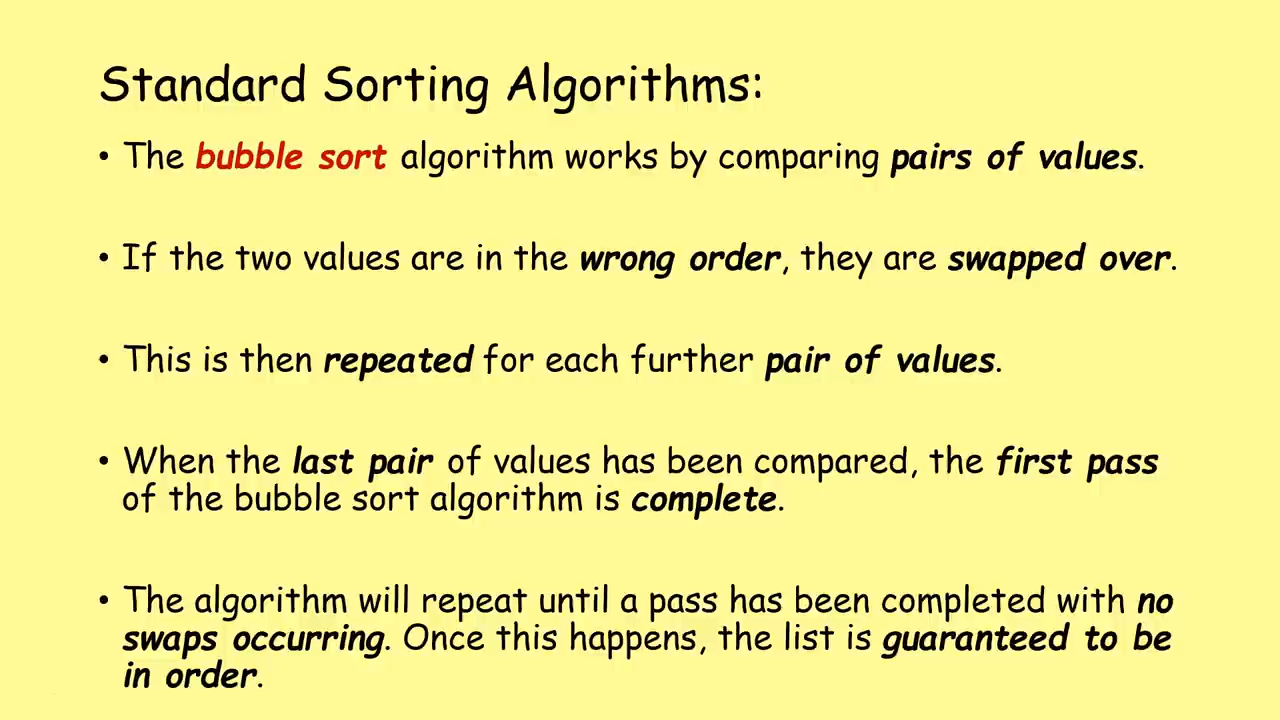 Standard Sorting Algorithms:
• The bubble sort algorithm works by comparing pairs of values.
• If the two values are in the wrong order, they are swapped over.
• This is then repeated for each further pair of values.
• When the last pair of values has been compared, the first pass
of the bubble sort algorithm is complete.
• The algorithm will repeat until a pass has been completed with no
swaps occurring. Once this happens, the list is guaranteed to be
in order.